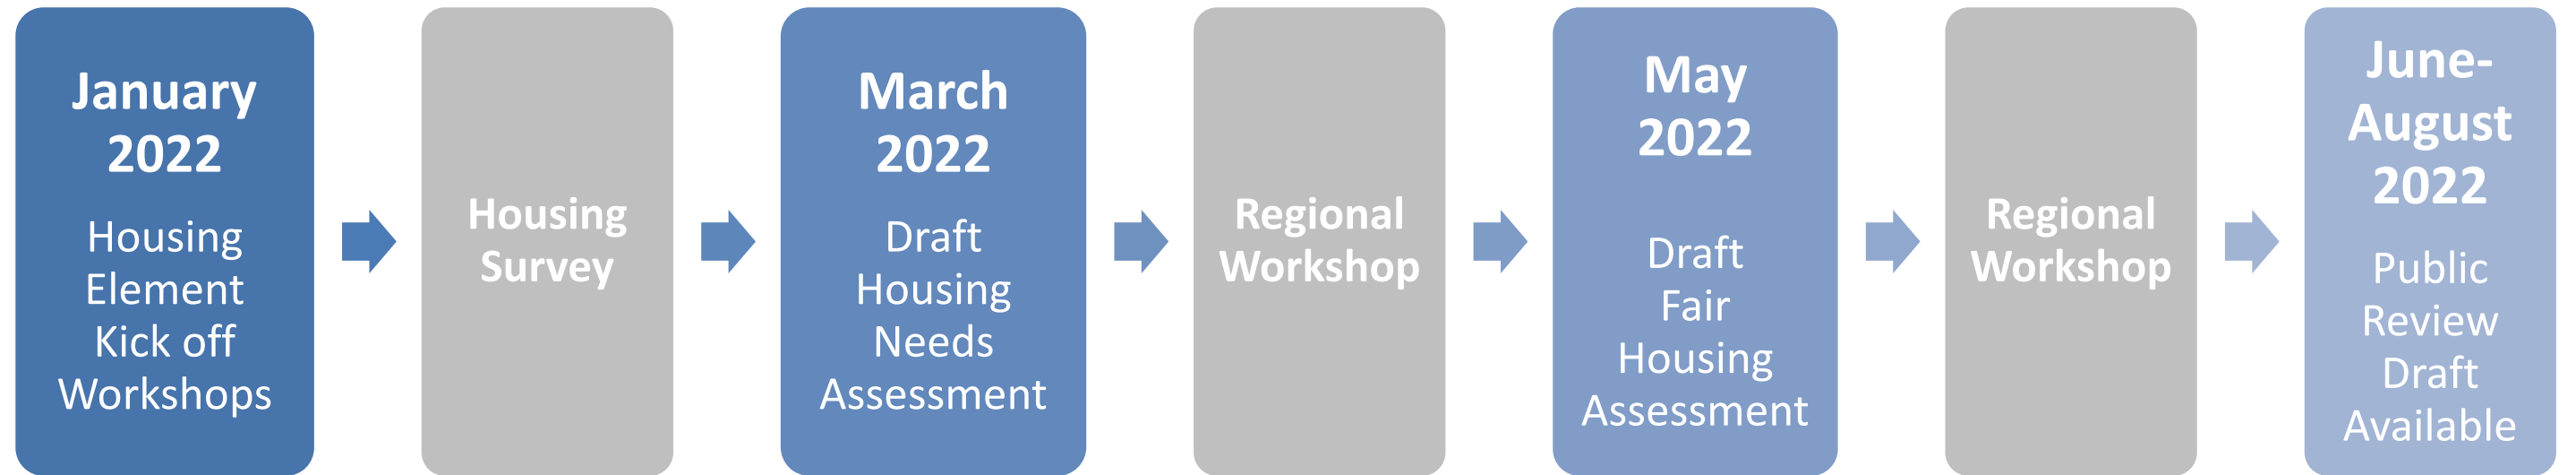 January
2022
Housing
Element
Kick off
Workshops
Housing
Survey
March
2022
Draft
Housing
Needs
Assessment
Regional
Workshop
May
2022
Draft
Fair
Housing
Assessment
Regional
Workshop
June-
August
2022
Public
Review
Draft
Available